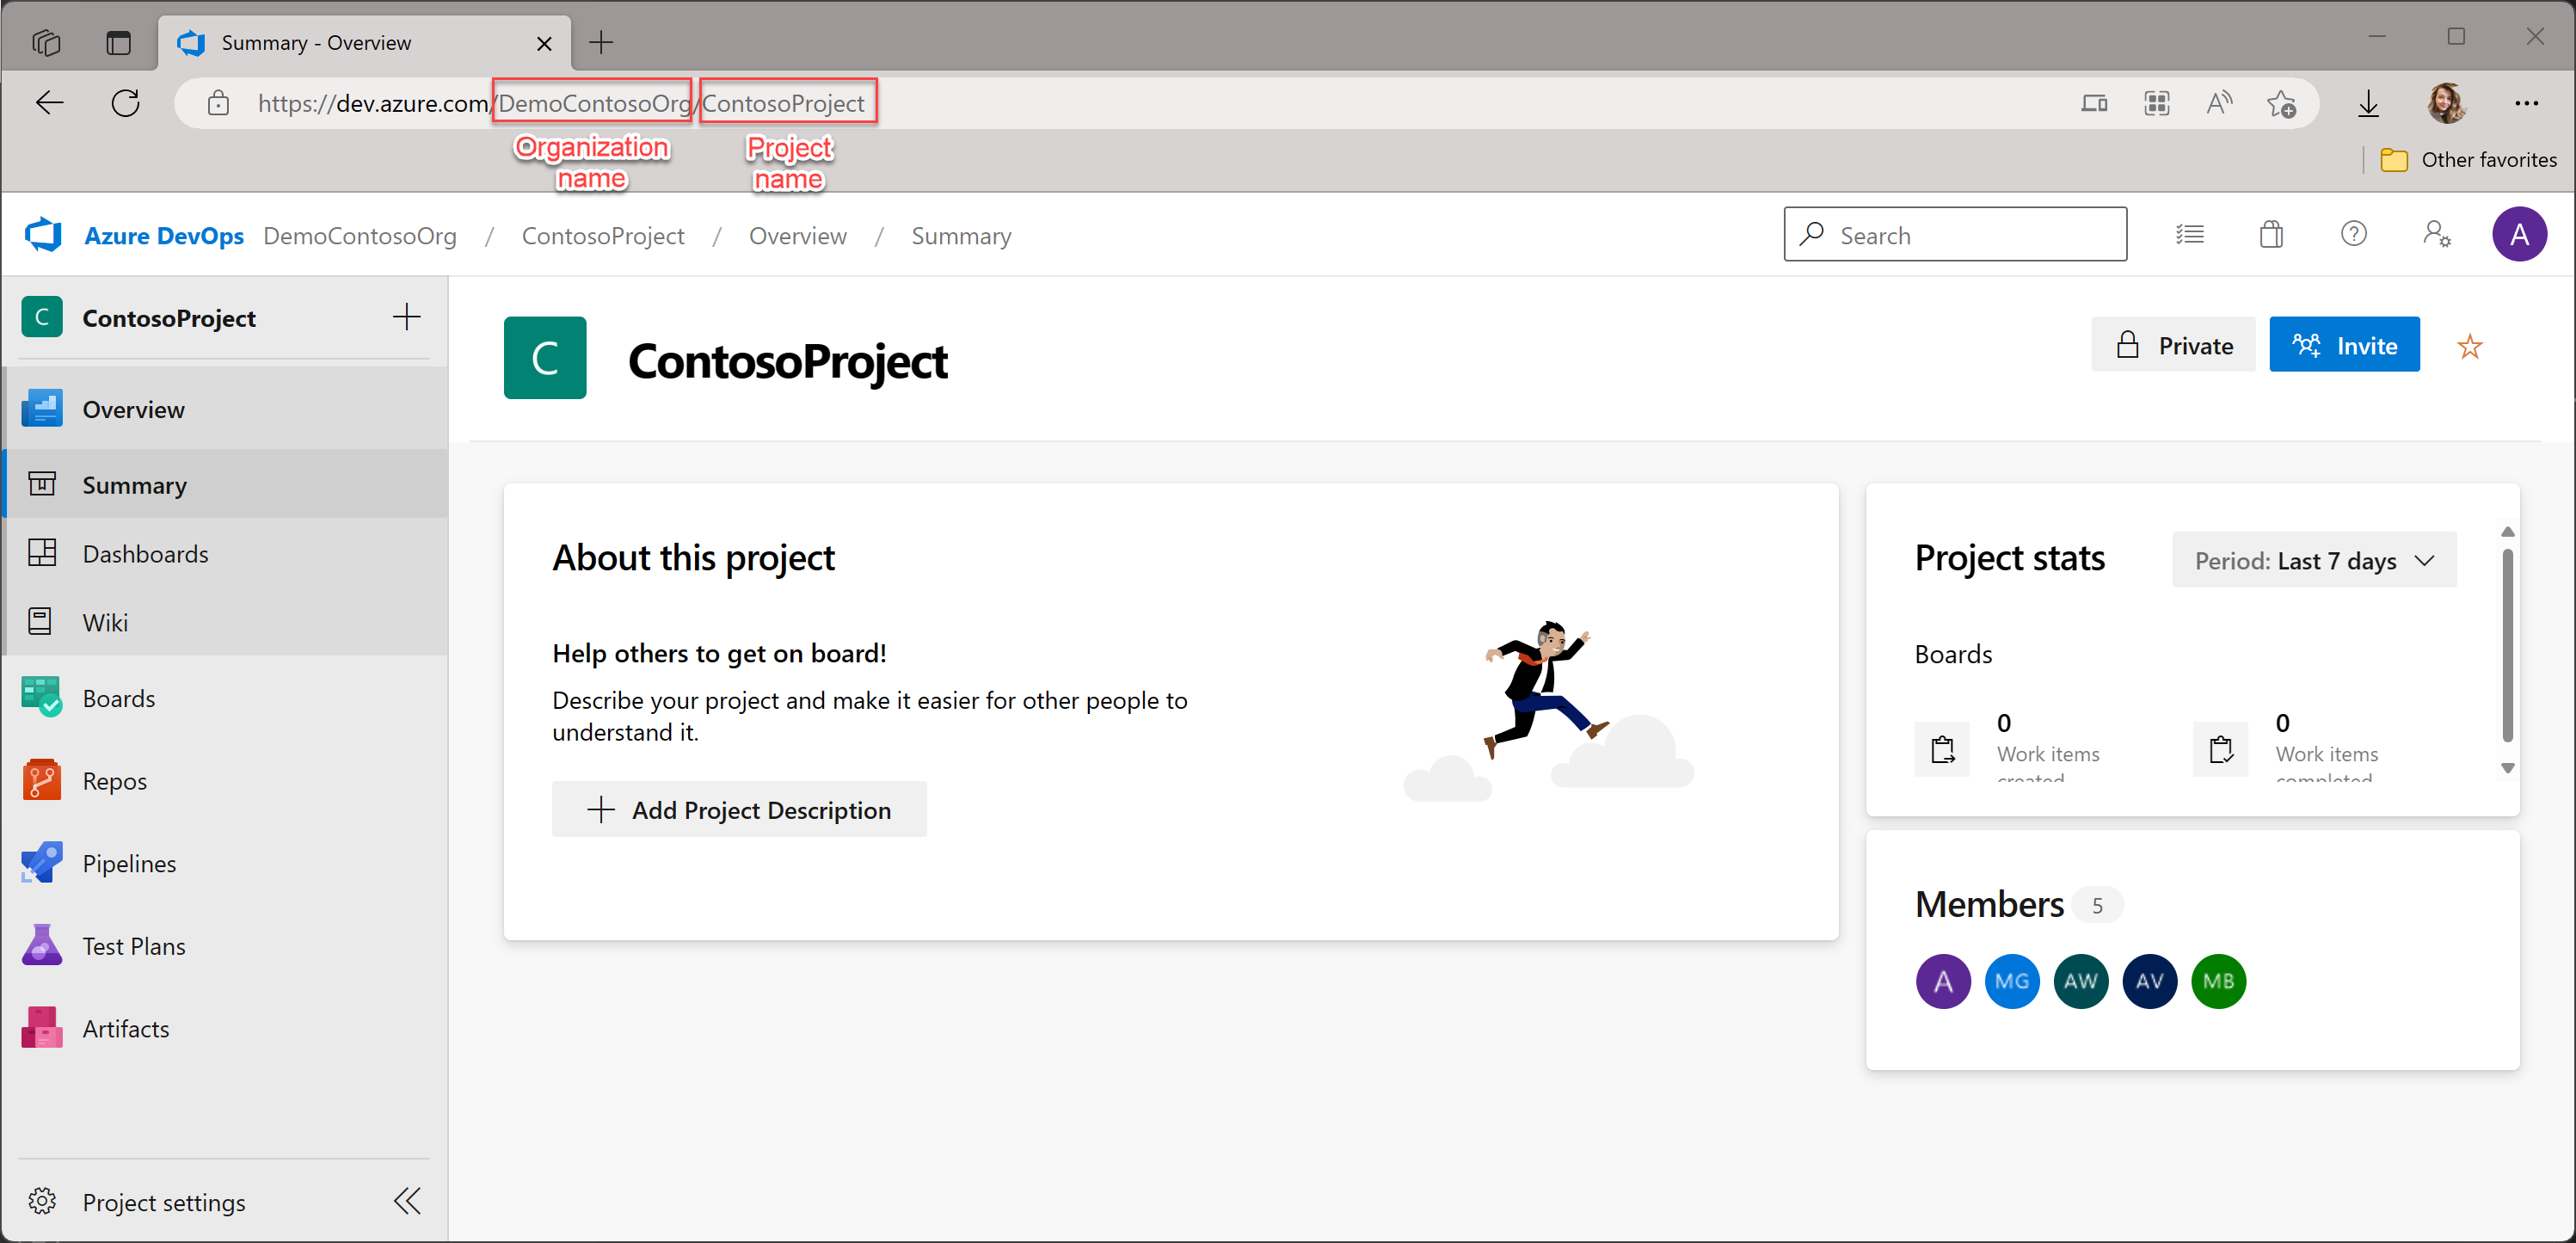 Summary - Overview
https://dev.azure.com/DemoContosoOrg/ContosoProject
Organization name
Project name
Other favorites
Azure DevOps DemoContosoOrg / ContosoProject / Overview / Summary
Search
A
C ContosoProject
Overview
Summary
Dashboards
Wiki
Boards
Repos
Pipelines
Test Plans
Artifacts
Project settings
C ContosoProject
Private
Invite
About this project
Help others to get on board!
Describe your project and make it easier for other people to
understand it.
Add Project Description
Project stats
Period: Last 7 days
Boards
0
Work items
created
0
Work items
completed
Members 5
A MG AW AV MB